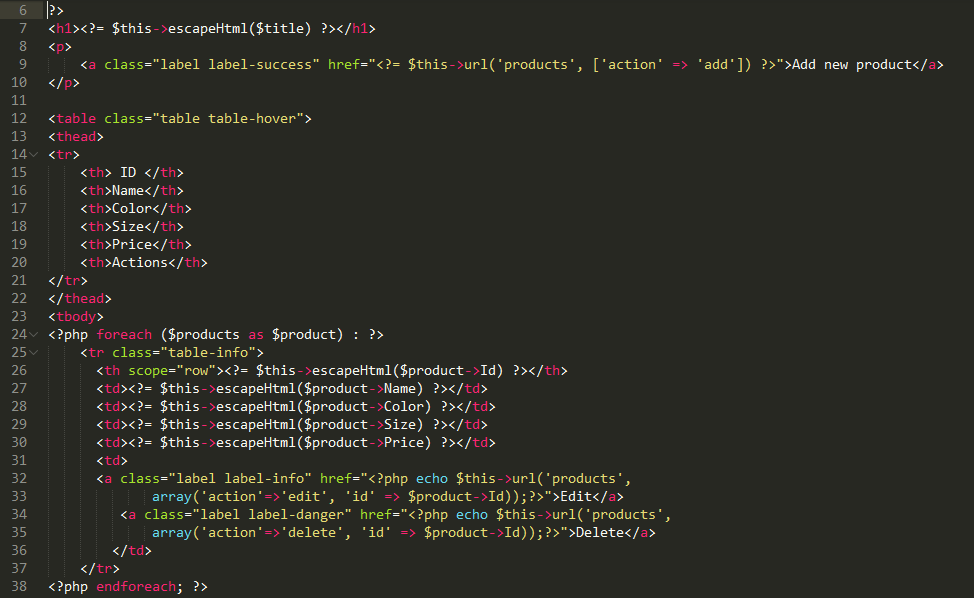 6 ?>
7 <h1><?= $this->escapeHtml($title) ?></h1>
8 <p>
9     <a class="label label-success" href="<?= $this->url('products', ['action' => 'add']) ?>">Add new product</a>
10 </p>
11
12 <table class="table table-hover">
13 <thead>
14 <tr>
15     <th> ID </th>
16     <th>Name</th>
17     <th>Color</th>
18     <th>Size</th>
19     <th>Price</th>
20     <th>Actions</th>
21 </tr>
22 </thead>
23 <tbody>
24 <?php foreach ($products as $product) : ?>
25     <tr class="table-info">
26       <th scope="row"><?= $this->escapeHtml($product->Id) ?></th>
27       <td><?= $this->escapeHtml($product->Name) ?></td>
28       <td><?= $this->escapeHtml($product->Color) ?></td>
29       <td><?= $this->escapeHtml($product->Size) ?></td>
30       <td><?= $this->escapeHtml($product->Price) ?></td>
31       <td>
32       <a class="label label-info" href="<?php echo $this->url('products',
33              array('action'=>'edit', 'id' => $product->Id));?>">Edit</a>
34          <a class="label label-danger" href="<?php echo $this->url('products',
35              array('action'=>'delete', 'id' => $product->Id));?>">Delete</a>
36         </td>
37     </tr>
38 <?php endforeach; ?>